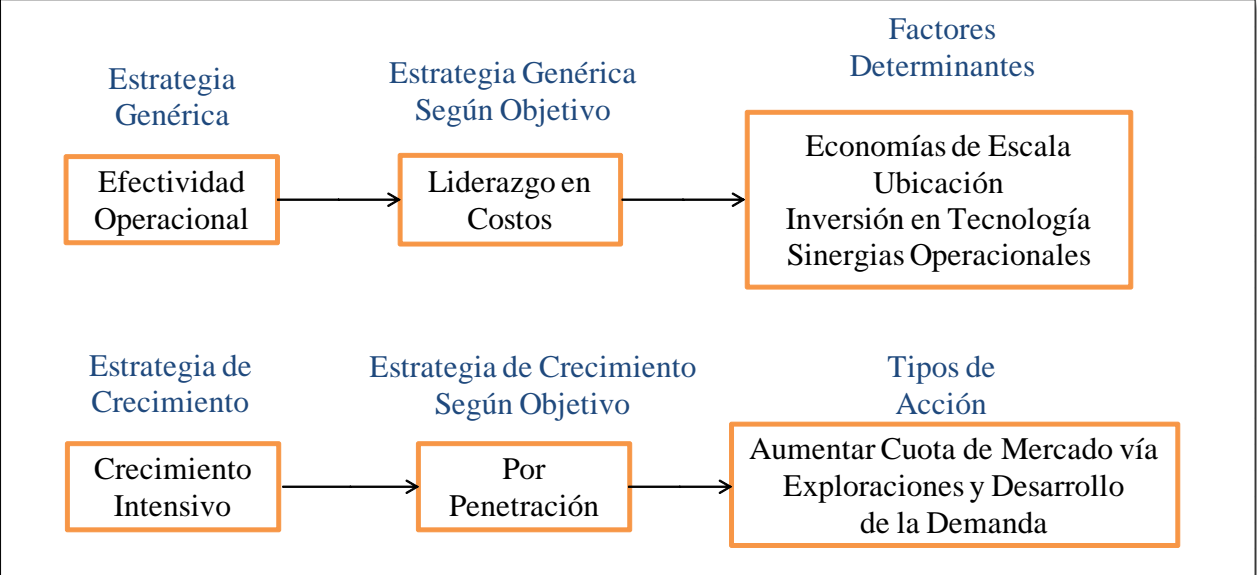 Estrategia
Genérica
Estrategia Genérica
Según Objetivo
Factores
Determinantes
Efectividad
Operacional
Liderazgo en
Costos
Economías de Escala
Ubicación
Inversión en Tecnología
Sinergias Operacionales
Estrategia de
Crecimiento
Estrategia de Crecimiento
Según Objetivo
Tipos de
Acción
Crecimiento
Intensivo
Por
Penetración
Aumentar Cuota de Mercado vía
Exploraciones y Desarrollo
de la Demanda